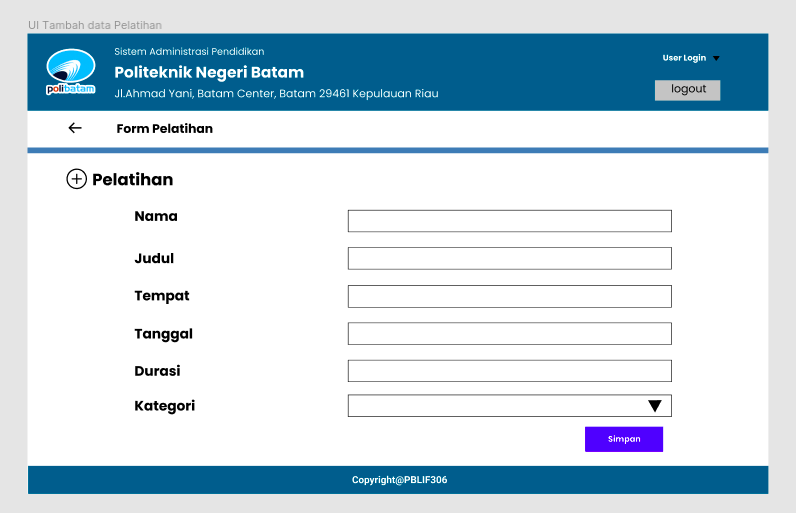 UI Tambah data Pelatihan
Sistem Administrasi Pendidikan
User Login
Politeknik Negeri Batam
polibatam
Jl.Ahmad Yani, Batam Center, Batam 29461 Kepulauan Riau
logout
Form Pelatihan
Pelatihan
Nama
Judul
Tempat
Tanggal
Durasi
Kategori
Simpan
Copyright@PBLIF306